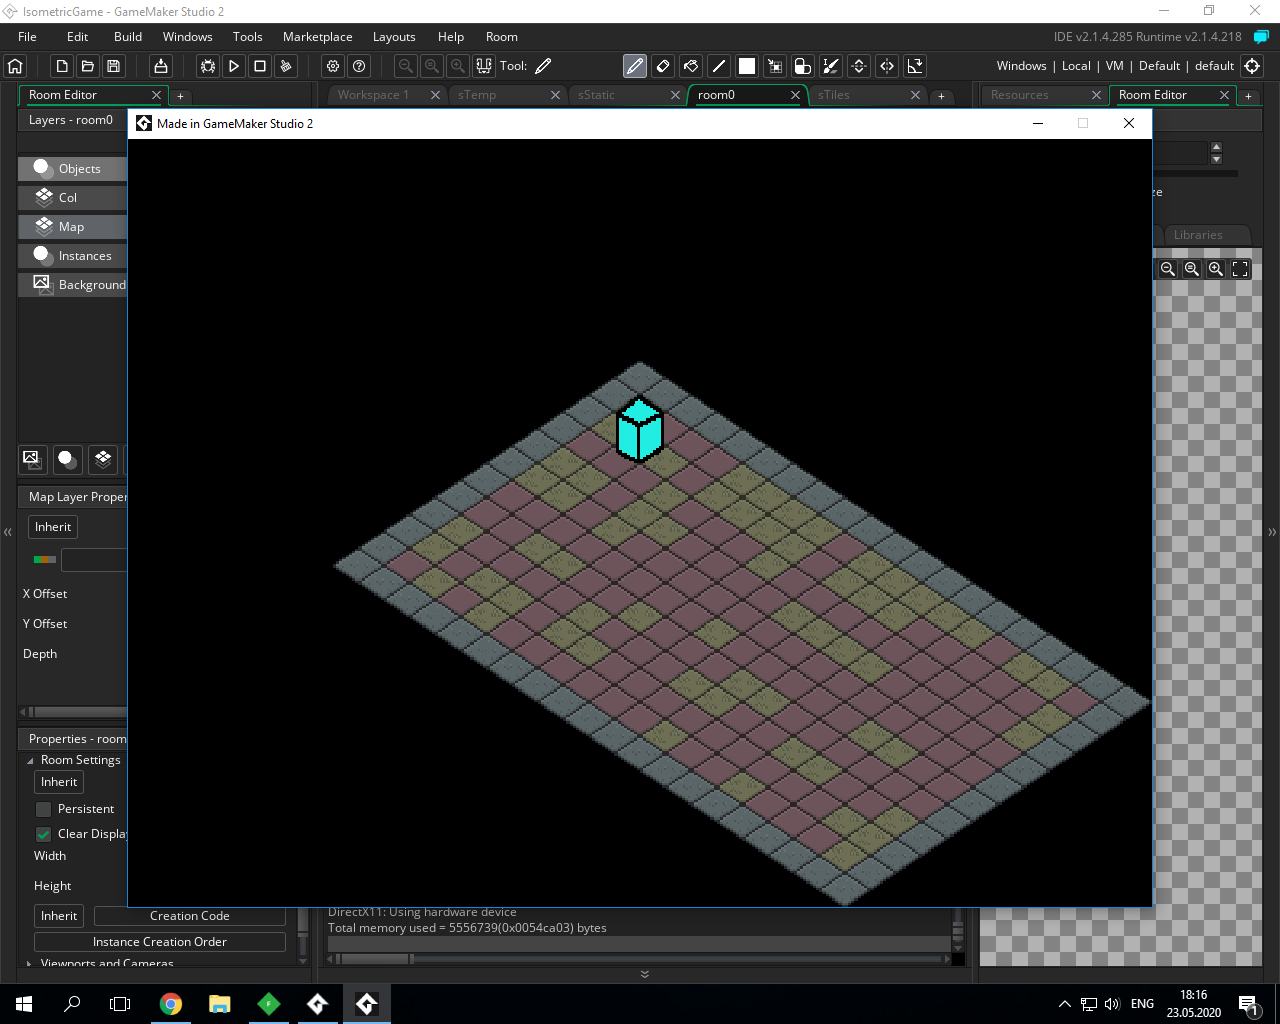 IsometricGame - GameMaker Studio 2
File Edit Build Windows Tools Marketplace Layouts Help Room
IDE v2.1.4.285 Runtime v2.1.4.218
Tool:
Windows | Local | VM | Default | default
Room Editor
Workspace 1
sTemp
sStatic
room0
sTiles
Resources
Room Editor
Layers - room0
Made in GameMaker Studio 2
Objects
Col
Map
Instances
Background
ze
Libraries
Map Layer Proper
Inherit
X Offset
Y Offset
Depth
Properties - room
Room Settings
Inherit
Persistent
Clear Displa
Width
Height
Inherit
Creation Code
Instance Creation Order
Viewports and Cameras
DirectX11: Using hardware device
Total memory used = 5556739(0x0054ca03) bytes
F
ENG
18:16
23.05.2020
1